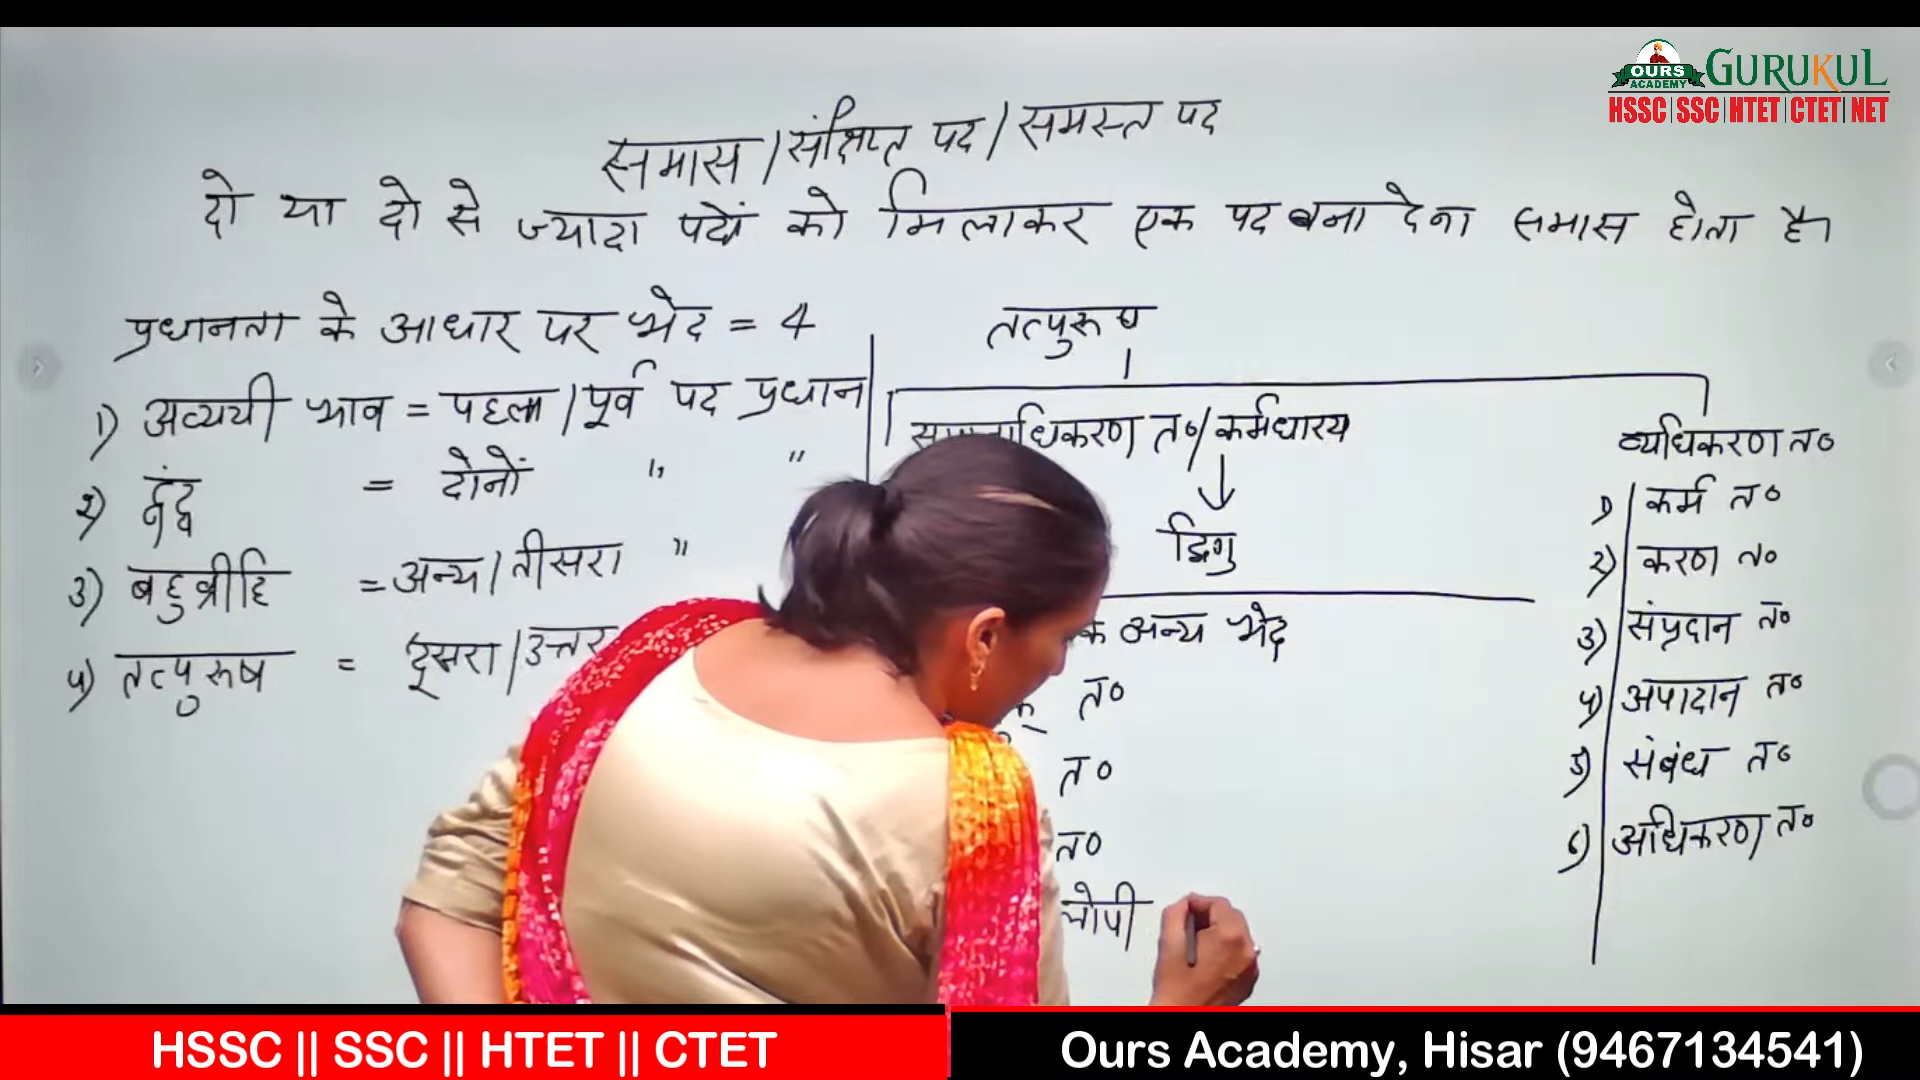 OURS ACADEMY GURUKUL
HSSC | SSC | HTET | CTET | NET
समास / संक्षिप्त पद / समस्त पद
दो या दो से ज्यादा पदों को मिलाकर एक पद बना देना समास होता है।
प्रधानता के आधार पर भेद = 4
1) अव्ययी भाव = पहला / पूर्व पद प्रधान
२) द्वंद्व = दोनों " "
3) बहुव्रीहि = अन्य / तीसरा "
4) तत्पुरूष = दूसरा / उत्तर
तत्पुरूष
त० / कर्मधारय
↓
द्विगु
अन्य भेद
त०
त०
त०
लोपी
व्यधिकरण त०
1) कर्म त०
२) करण त०
3) संप्रदान त०
4) अपादान त०
5) संबंध त०
6) अधिकरण त०
HSSC || SSC || HTET || CTET
Ours Academy, Hisar (9467134541)